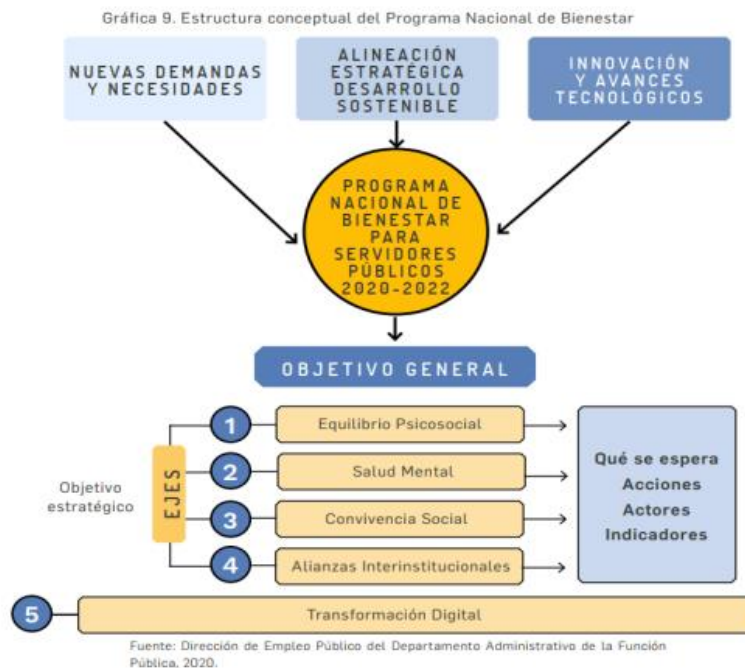 Gráfica 9. Estructura conceptual del Programa Nacional de Bienestar
NUEVAS DEMANDAS
Y NECESIDADES
ALINEACIÓN
ESTRATÉGICA
DESARROLLO
SOSTENIBLE
INNOVACIÓN
Y AVANCES
TECNOLÓGICOS
PROGRAMA
NACIONAL DE
BIENESTAR
PARA
SERVIDORES
PÚBLICOS
2020-2022
OBJETIVO GENERAL
Objetivo
estratégico
EJES
1
Equilibrio Psicosocial
2
Salud Mental
3
Convivencia Social
4
Alianzas Interinstitucionales
Qué se espera
Acciones
Actores
Indicadores
5
Transformación Digital
Fuente: Dirección de Empleo Público del Departamento Administrativo de la Función
Pública, 2020.